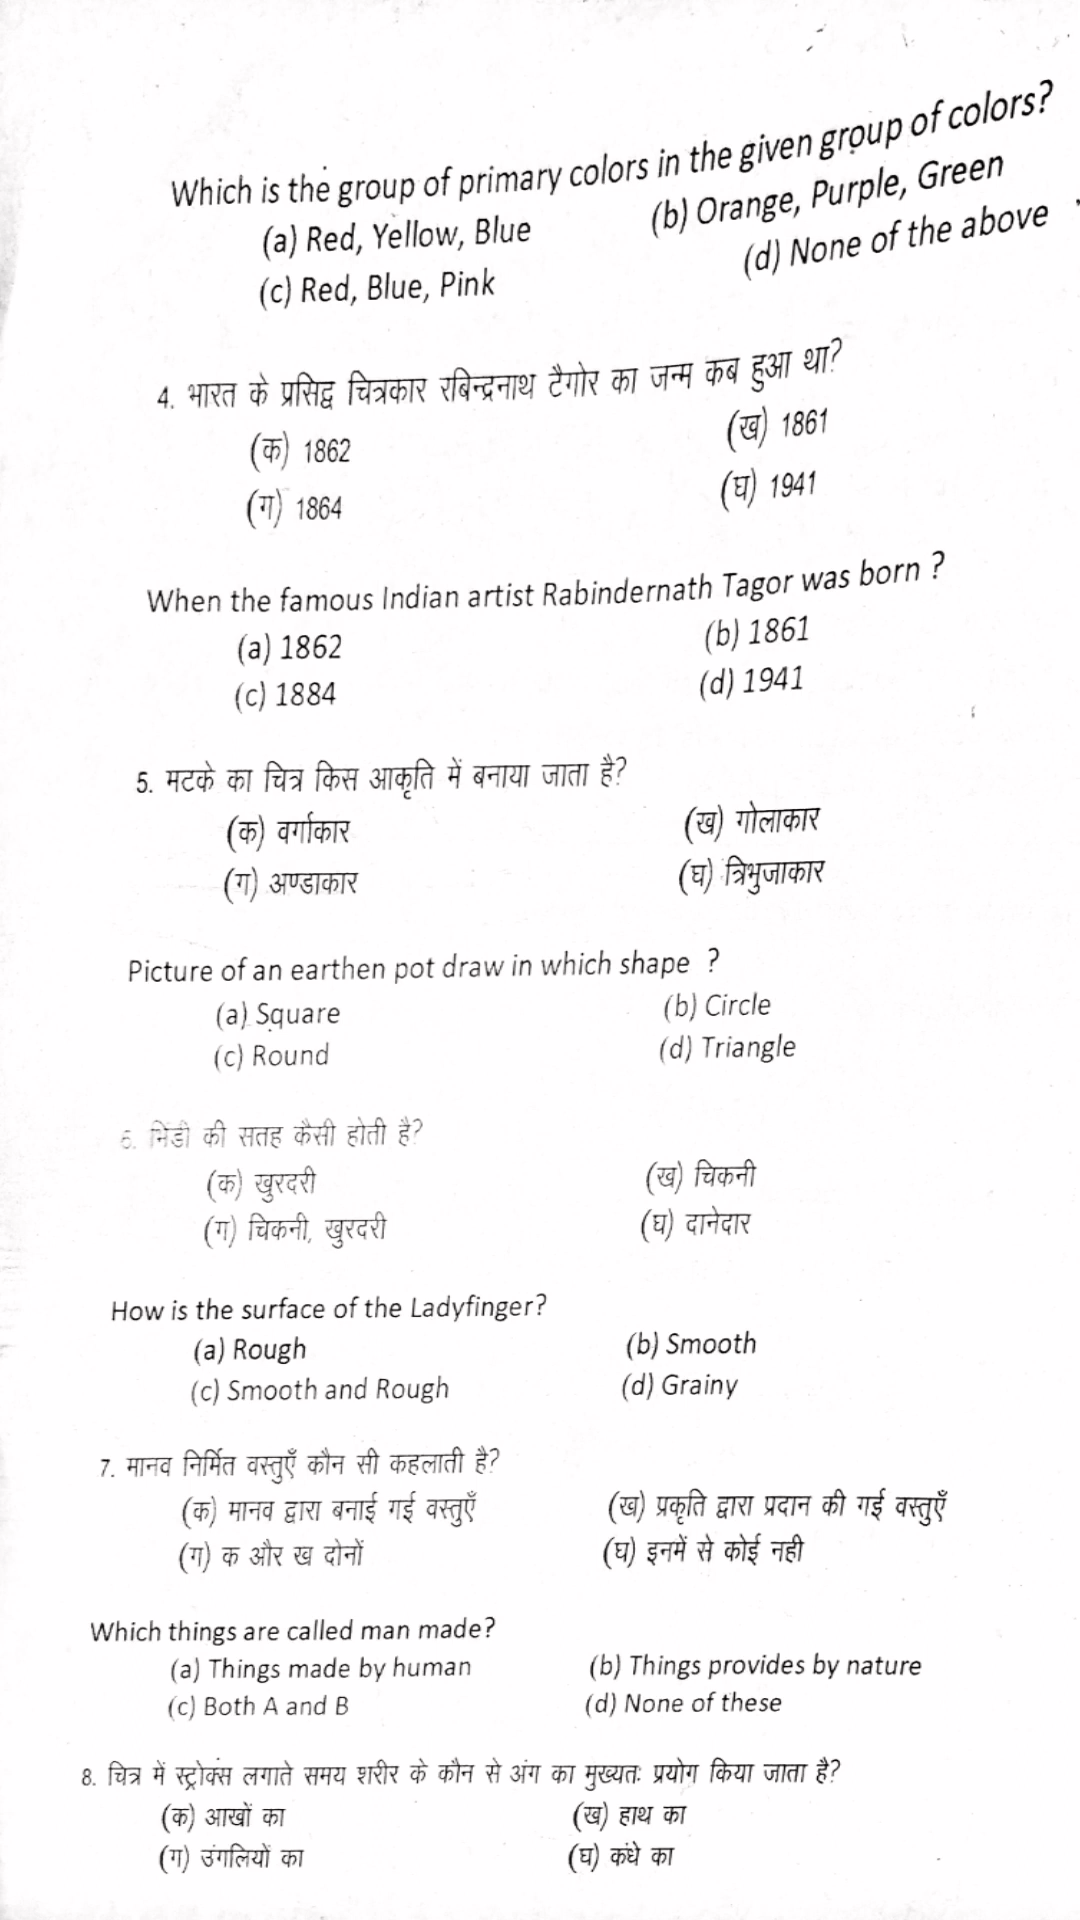 Which is the group of primary colors in the given group of colors?
(a) Red, Yellow, Blue (b) Orange, Purple, Green
(c) Red, Blue, Pink (d) None of the above
4. भारत के प्रसिद्व चित्रकार रबिन्द्रनाथ टैगोर का जन्म कब हुआ था?
(क) 1862 (ख) 1861
(ग) 1864 (घ) 1941
When the famous Indian artist Rabindernath Tagor was born ?
(a) 1862 (b) 1861
(c) 1884 (d) 1941
5. मटके का चित्र किस आकृति में बनाया जाता है?
(क) वर्गाकार (ख) गोलाकार
(ग) अण्डाकार (घ) त्रिभुजाकार
Picture of an earthen pot draw in which shape ?
(a) Square (b) Circle
(c) Round (d) Triangle
6. भिंडी की सतह कैसी होती है?
(क) खुरदरी (ख) चिकनी
(ग) चिकनी, खुरदरी (घ) दानेदार
How is the surface of the Ladyfinger?
(a) Rough (b) Smooth
(c) Smooth and Rough (d) Grainy
7. मानव निर्मित वस्तुएँ कौन सी कहलाती है?
(क) मानव द्वारा बनाई गई वस्तुएँ (ख) प्रकृति द्वारा प्रदान की गई वस्तुएँ
(ग) क और ख दोनों (घ) इनमें से कोई नही
Which things are called man made?
(a) Things made by human (b) Things provides by nature
(c) Both A and B (d) None of these
8. चित्र में स्ट्रोक्स लगाते समय शरीर के कौन से अंग का मुख्यतः प्रयोग किया जाता है?
(क) आखों का (ख) हाथ का
(ग) उंगलियों का (घ) कंधे का